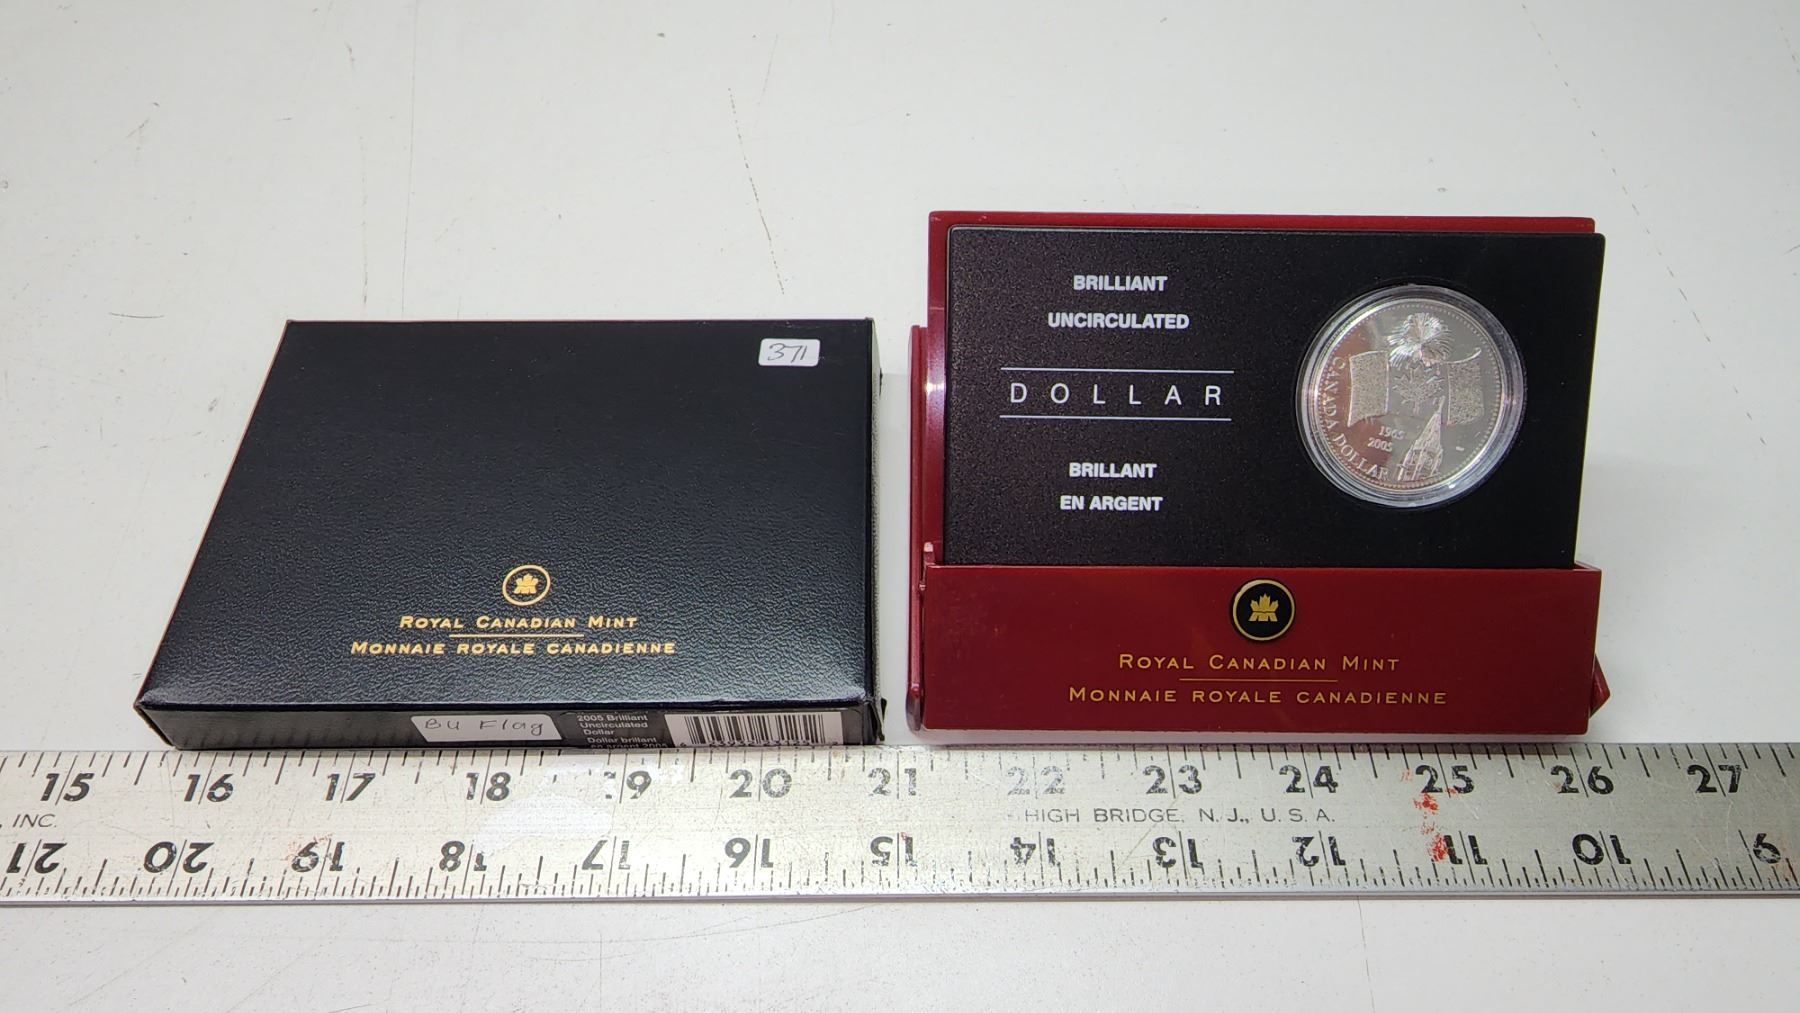 371
ROYAL CANADIAN MINT
MONNAIE ROYALE CANADIENNE
BU Flag
2005 Brilliant
Uncirculated
Dollar
Dollar brillant
en argent 2005
BRILLIANT
UNCIRCULATED
DOLLAR
BRILLANT
EN ARGENT
CANADA DOLLAR
1965
2005
ROYAL CANADIAN MINT
MONNAIE ROYALE CANADIENNE
15 16 17 18 19 20 21 22 23 24 25 26 27
, INC.
HIGH BRIDGE, N.J., U.S.A.
21 20 19 18 17 16 15 14 13 12 11 10 9